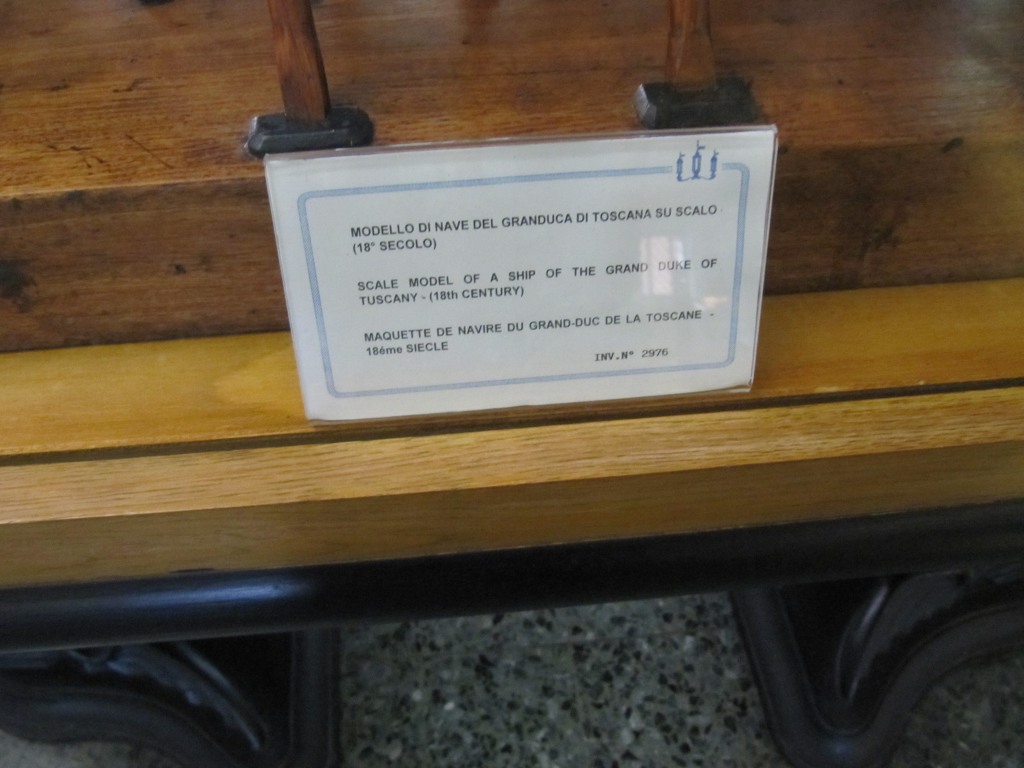 MODELLO DI NAVE DEL GRANDUCA DI TOSCANA SU SCALO
(18° SECOLO)
SCALE MODEL OF A SHIP OF THE GRAND DUKE OF
TUSCANY - (18th CENTURY)
MAQUETTE DE NAVIRE DU GRAND-DUC DE LA TOSCANE -
18éme SIECLE
INV.N° 2976